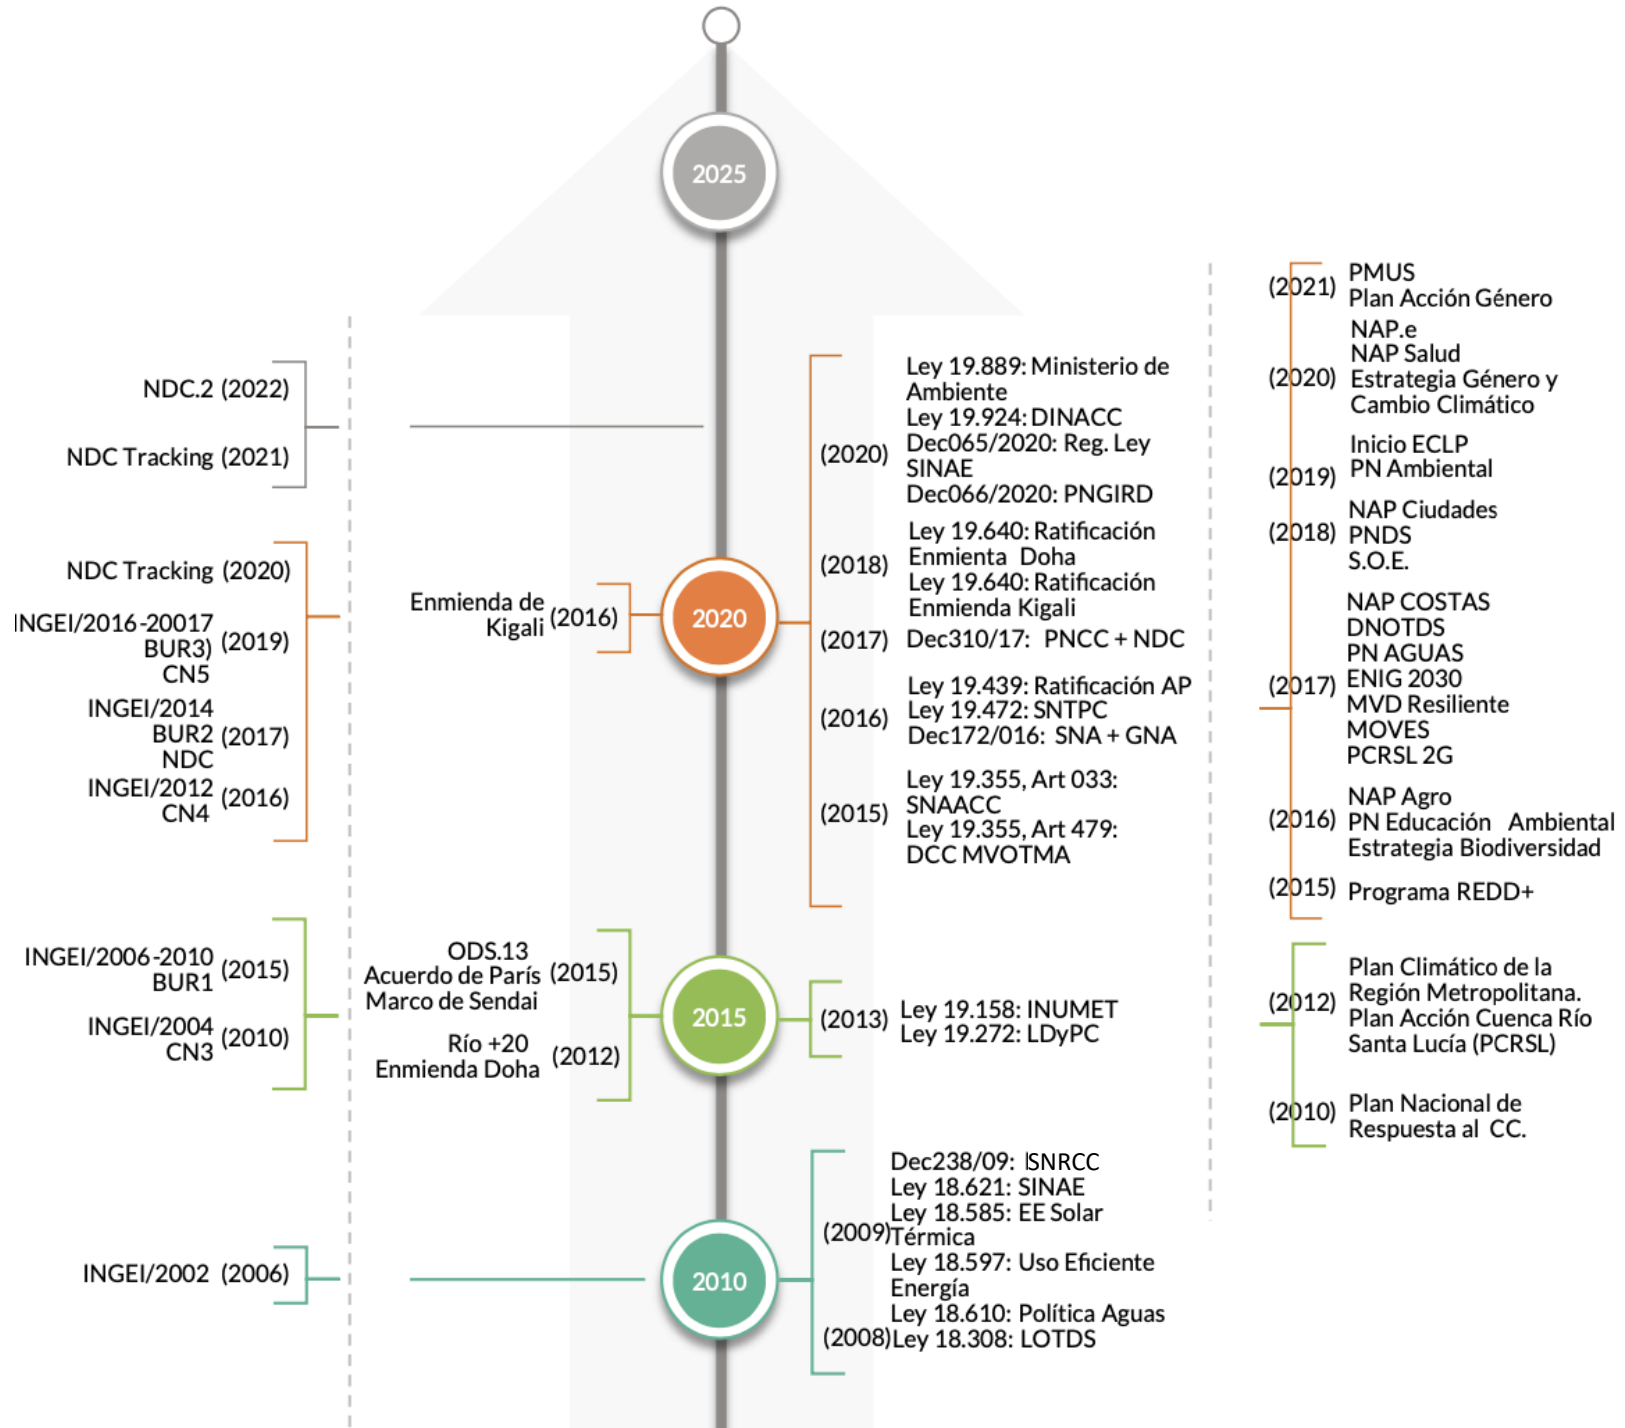 2025
NDC.2 (2022)
NDC Tracking (2021)
NDC Tracking (2020)
INGEI/2016-20017
BUR3)
CN5
(2019)
INGEI/2014
BUR2
NDC
(2017)
INGEI/2012
CN4
(2016)
INGEI/2006-2010
BUR1
(2015)
INGEI/2004
CN3
(2010)
INGEI/2002 (2006)
Enmienda de
Kigali
(2016)
ODS.13
Acuerdo de París
Marco de Sendai
(2015)
Río +20
Enmienda Doha
(2012)
2020
2015
2010
(2020)
Ley 19.889: Ministerio de
Ambiente
Ley 19.924: DINACC
Dec065/2020: Reg. Ley
SINAE
Dec066/2020: PNGIRD
(2018)
Ley 19.640: Ratificación
Enmienta Doha
Ley 19.640: Ratificación
Enmienda Kigali
(2017) Dec310/17: PNCC + NDC
(2016)
Ley 19.439: Ratificación AP
Ley 19.472: SNTPC
Dec172/016: SNA + GNA
(2015)
Ley 19.355, Art 033:
SNAACC
Ley 19.355, Art 479:
DCC MVOTMA
(2013)
Ley 19.158: INUMET
Ley 19.272: LDyPC
(2009)
Dec238/09: SNRCC
Ley 18.621: SINAE
Ley 18.585: EE Solar
Térmica
Ley 18.597: Uso Eficiente
Energía
Ley 18.610: Política Aguas
(2008) Ley 18.308: LOTDS
(2021)
PMUS
Plan Acción Género
(2020)
NAP.e
NAP Salud
Estrategia Género y
Cambio Climático
(2019)
Inicio ECLP
PN Ambiental
(2018)
NAP Ciudades
PNDS
S.O.E.
(2017)
NAP COSTAS
DNOTDS
PN AGUAS
ENIG 2030
MVD Resiliente
MOVES
PCRSL 2G
(2016)
NAP Agro
PN Educación Ambiental
Estrategia Biodiversidad
(2015) Programa REDD+
(2012)
Plan Climático de la
Región Metropolitana.
Plan Acción Cuenca Río
Santa Lucía (PCRSL)
(2010)
Plan Nacional de
Respuesta al CC.